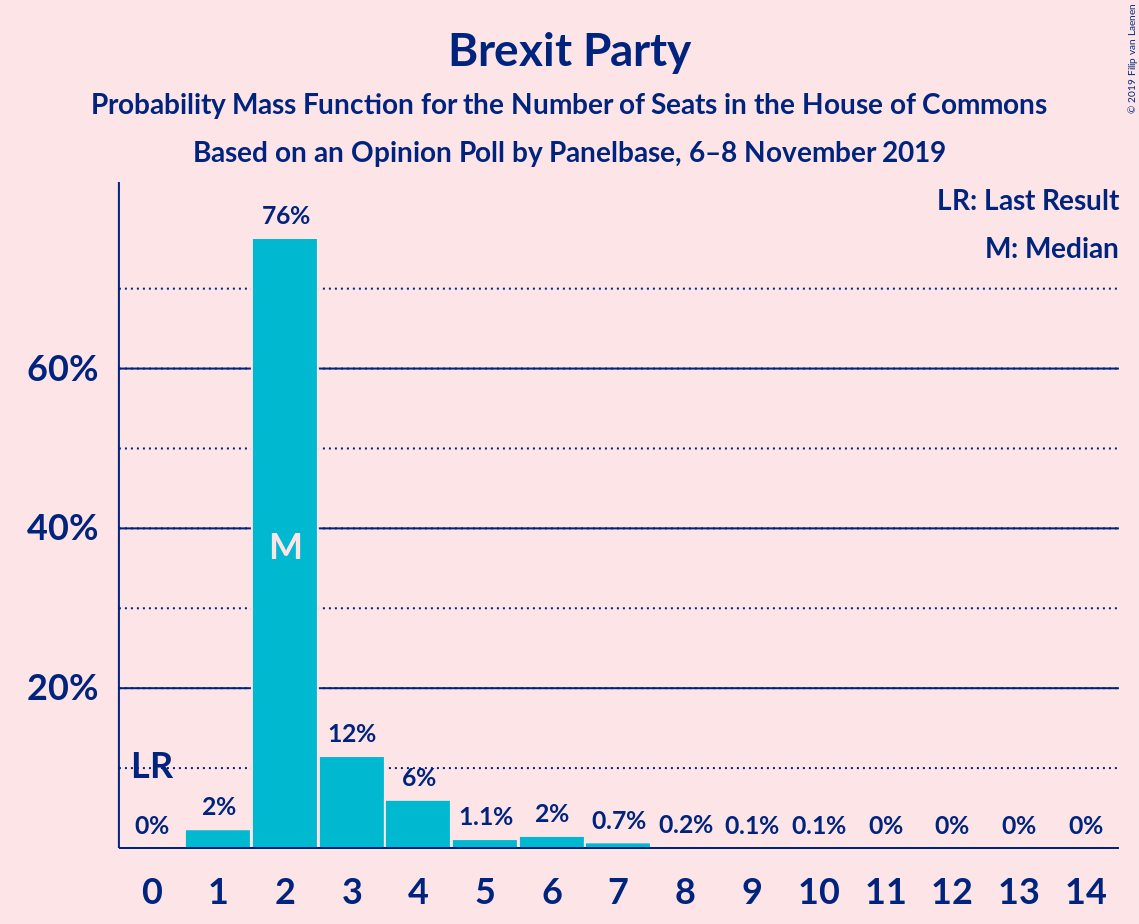 Brexit Party
Probability Mass Function for the Number of Seats in the House of Commons
Based on an Opinion Poll by Panelbase, 6–8 November 2019
© 2019 Filip van Laenen
LR: Last Result
M: Median
76%
60%
40%
M
20%
12%
LR
6%
0%
2%
1.1%
2%
0.7%
0.2%
0.1%
0.1%
0%
0%
0%
0%
0 1 2 3 4 5 6 7 8 9 10 11 12 13 14